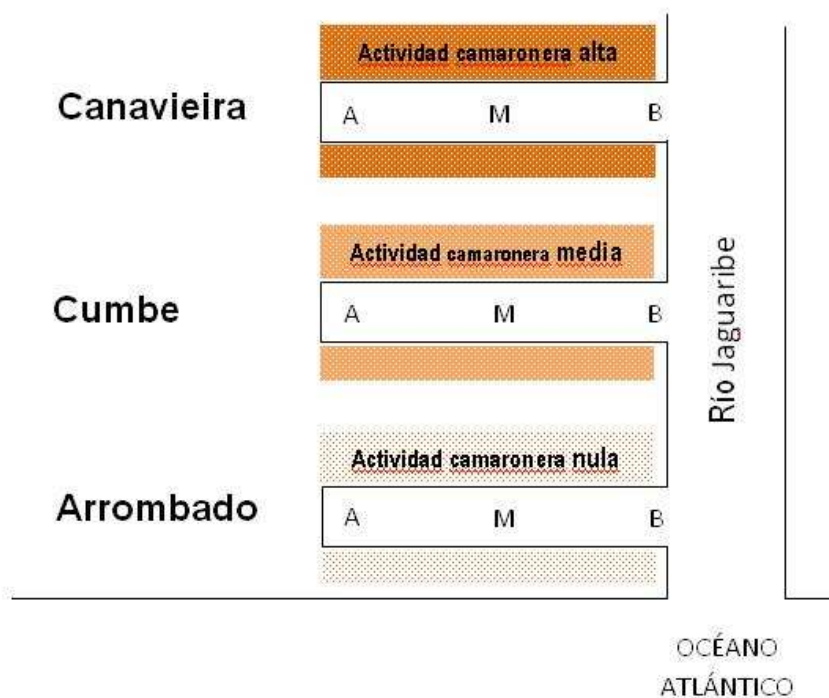 Actividad camaronera alta
Canavieira
A M B
Actividad camaronera media
Cumbe
A M B
Río Jaguaribe
Actividad camaronera nula
Arrombado
A M B
OCÉANO
ATLÁNTICO